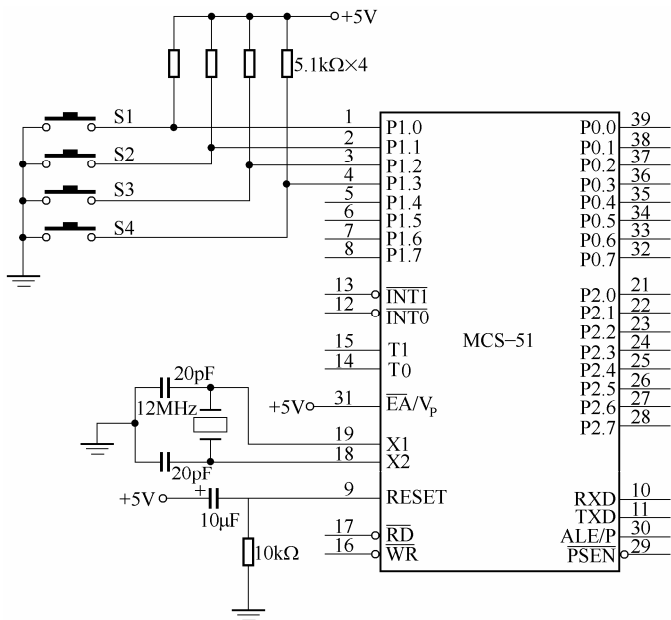 +5V
5.1kΩ×4
S1
S2
S3
S4
1 P1.0
2 P1.1
3 P1.2
4 P1.3
5 P1.4
6 P1.5
7 P1.6
8 P1.7
13 INT1
12 INT0
15 T1
14 T0
+5V 31 EA/VP
19 X1
18 X2
20pF
12MHz
20pF
+5V + 9 RESET
10μF
10kΩ
17 RD
16 WR
MCS-51
P0.0 39
P0.1 38
P0.2 37
P0.3 36
P0.4 35
P0.5 34
P0.6 33
P0.7 32
P2.0 21
P2.1 22
P2.2 23
P2.3 24
P2.4 25
P2.5 26
P2.6 27
P2.7 28
RXD 10
TXD 11
ALE/P 30
PSEN 29